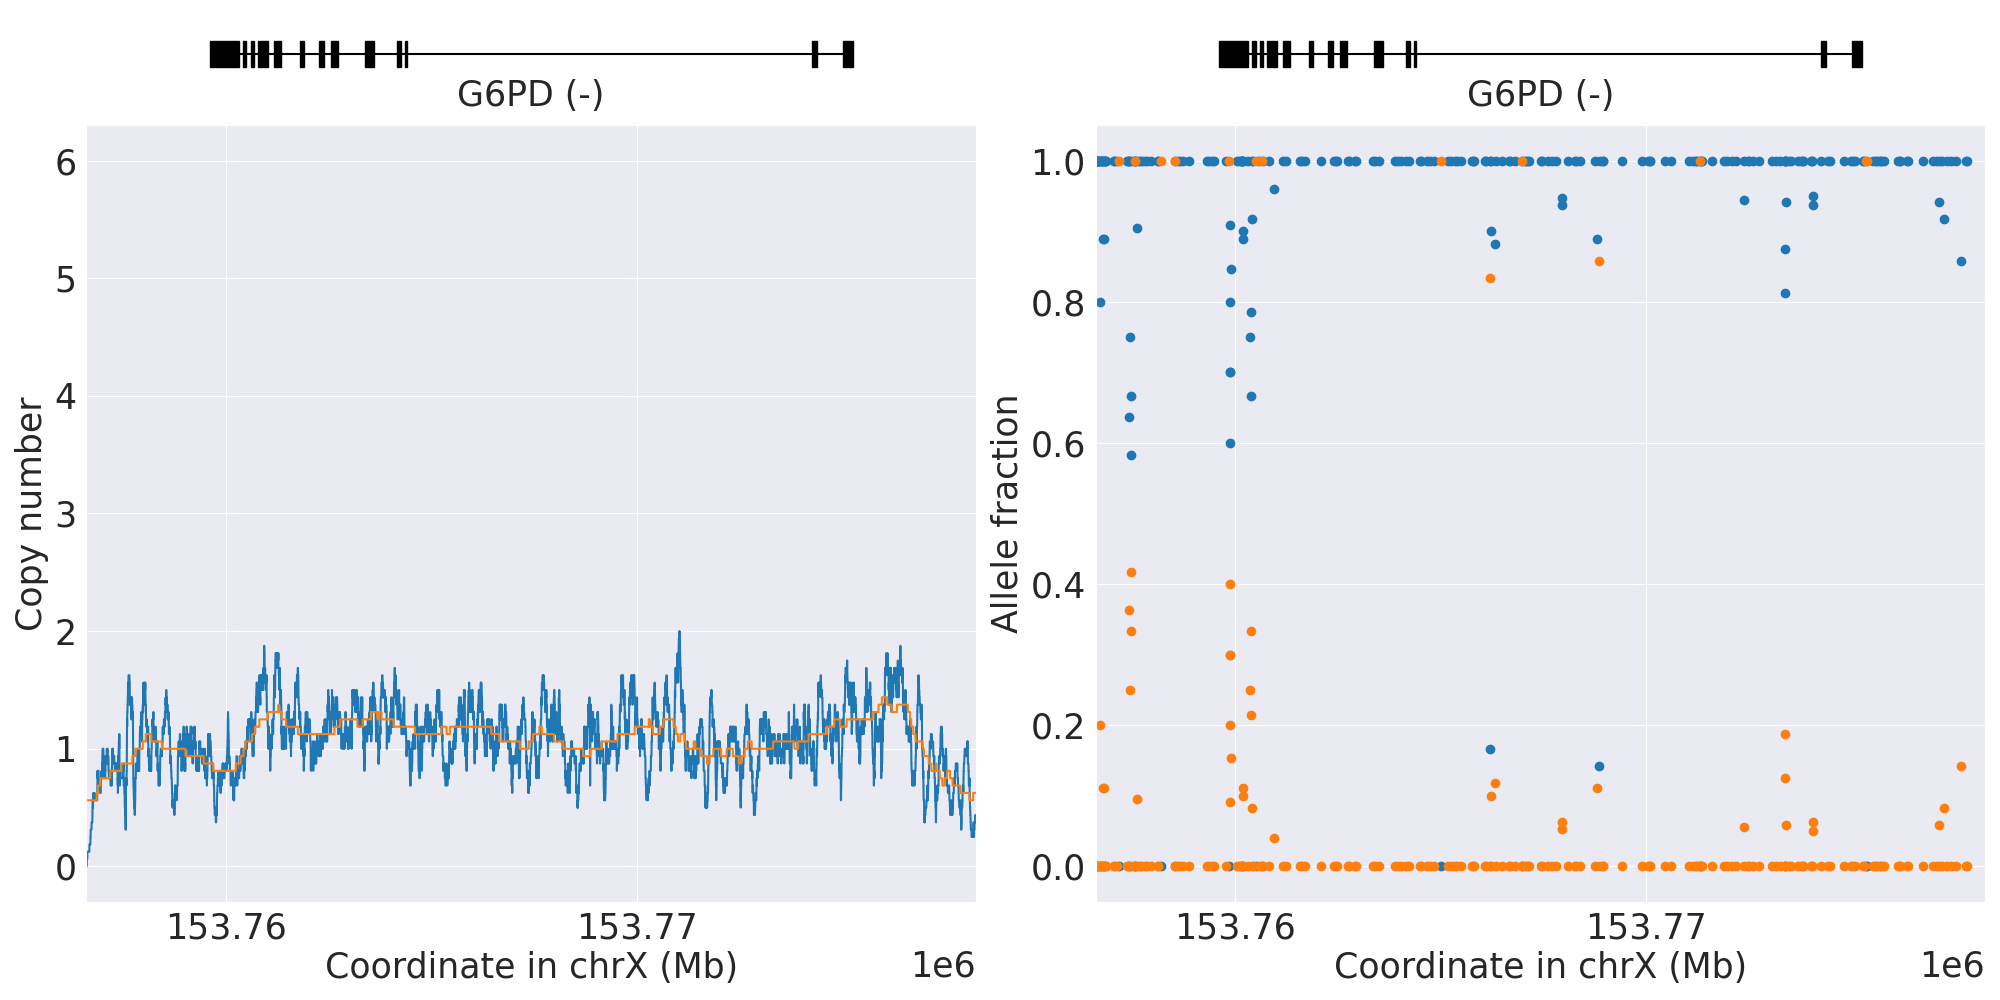 G6PD (-)
6
5
4
3
2
1
0
Copy number
153.76
153.77
Coordinate in chrX (Mb)
1e6
G6PD (-)
1.0
0.8
0.6
0.4
0.2
0.0
Allele fraction
153.76
153.77
Coordinate in chrX (Mb)
1e6